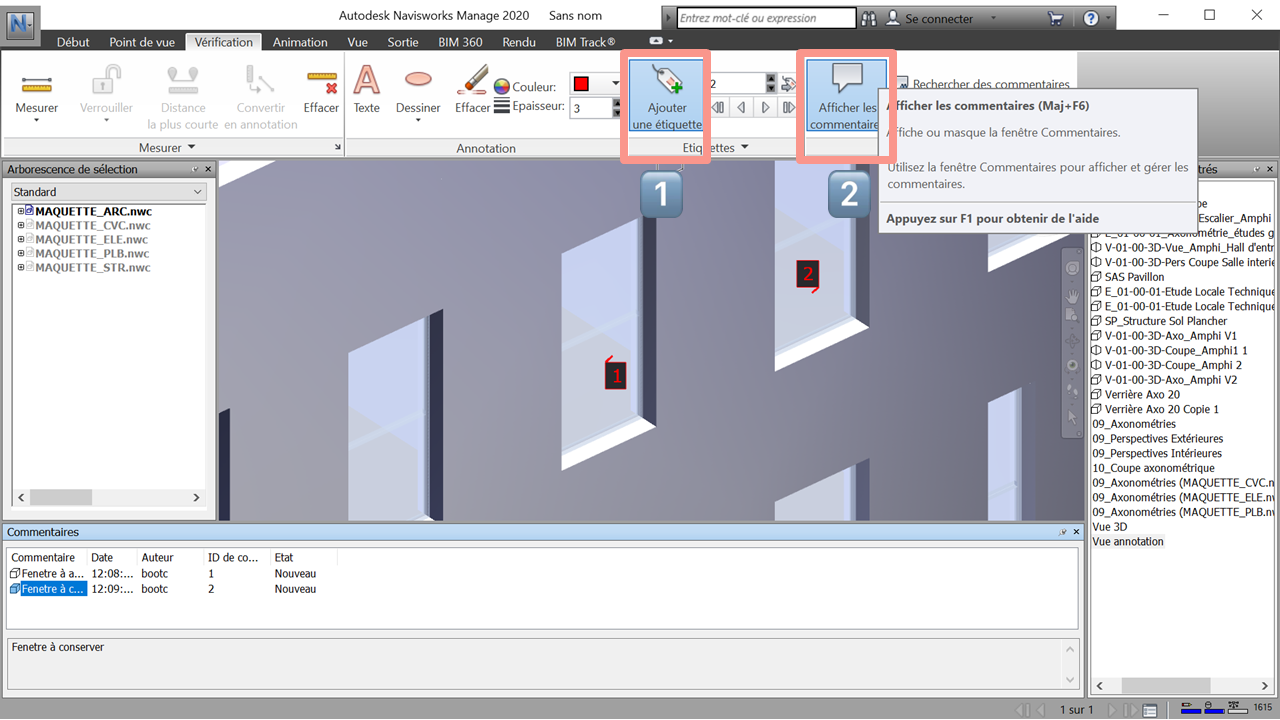 N
Autodesk Navisworks Manage 2020 Sans nom
Entrez mot-clé ou expression
Se connecter
Début Point de vue Vérification Animation Vue Sortie BIM 360 Rendu BIM Track®
Mesurer
Verrouiller
Distance
la plus courte
Convertir
en annotation
Effacer
Texte
Dessiner
Effacer
Couleur:
Epaisseur:
3
Ajouter
une étiquette
2
Afficher les
commentaire
Rechercher des commentaires
Mesurer
Annotation
Etiquettes
1
2
Afficher les commentaires (Maj+F6)
Affiche ou masque la fenêtre Commentaires.
Utilisez la fenêtre Commentaires pour afficher et gérer les
commentaires.
Appuyez sur F1 pour obtenir de l'aide
Arborescence de sélection
Standard
MAQUETTE_ARC.nwc
MAQUETTE_CVC.nwc
MAQUETTE_ELE.nwc
MAQUETTE_PLB.nwc
MAQUETTE_STR.nwc
1
2
trés
pe
Escalier_Amphi
E_01-00-01-Axonométrie_études g
V-01-00-3D-Vue_Amphi_Hall d'entr
V-01-00-3D-Pers Coupe Salle interie
SAS Pavillon
E_01-00-01-Etude Locale Technique
E_01-00-01-Etude Locale Technique
SP_Structure Sol Plancher
V-01-00-3D-Axo_Amphi V1
V-01-00-3D-Coupe_Amphi1 1
V-01-00-3D-Coupe_Amphi 2
V-01-00-3D-Axo_Amphi V2
Verrière Axo 20
Verrière Axo 20 Copie 1
09_Axonométries
09_Perspectives Extérieures
09_Perspectives Intérieures
10_Coupe axonométrique
09_Axonométries (MAQUETTE_CVC.n
09_Axonométries (MAQUETTE_ELE.nw
09_Axonométries (MAQUETTE_PLB.nw
Vue 3D
Vue annotation
Commentaires
Commentaire Date Auteur ID de co... Etat
Fenetre à a... 12:08:... bootc 1 Nouveau
Fenetre à c... 12:09:... bootc 2 Nouveau
Fenetre à conserver
1 sur 1
1615